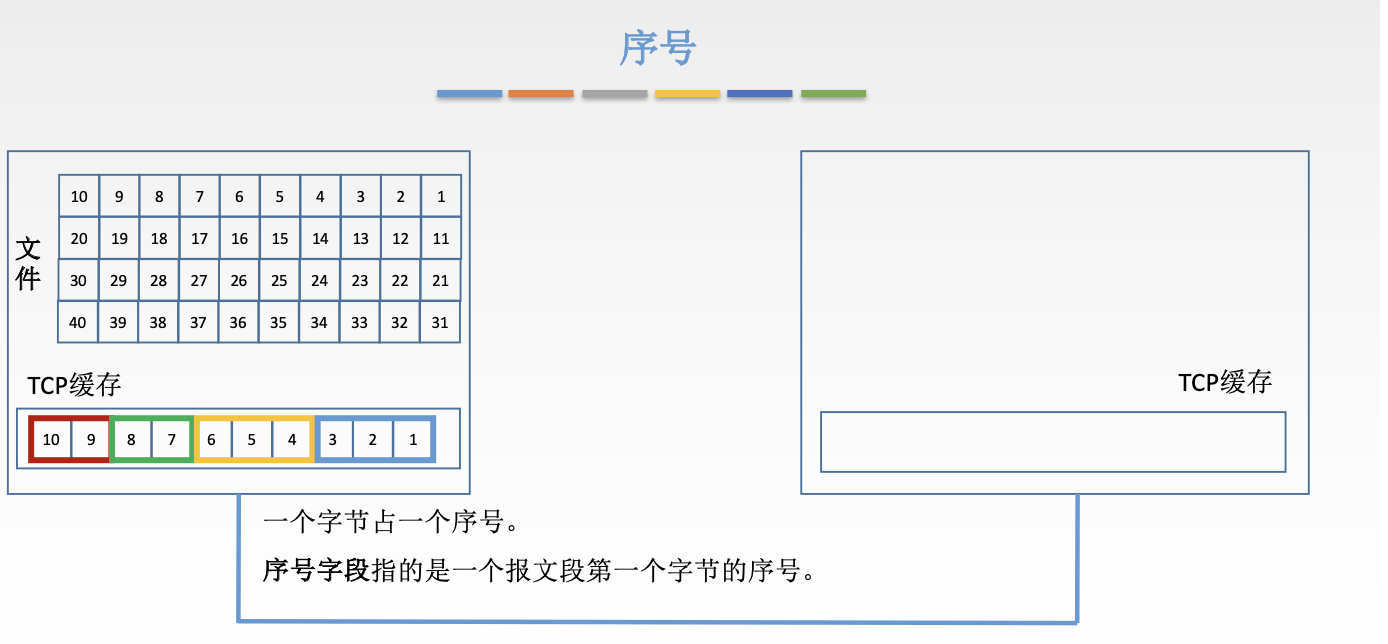 序号
10 9 8 7 6 5 4 3 2 1
20 19 18 17 16 15 14 13 12 11
文件
30 29 28 27 26 25 24 23 22 21
40 39 38 37 36 35 34 33 32 31
TCP缓存
10 9 8 7 6 5 4 3 2 1
TCP缓存
一个字节占一个序号。
序号字段指的是一个报文段第一个字节的序号。